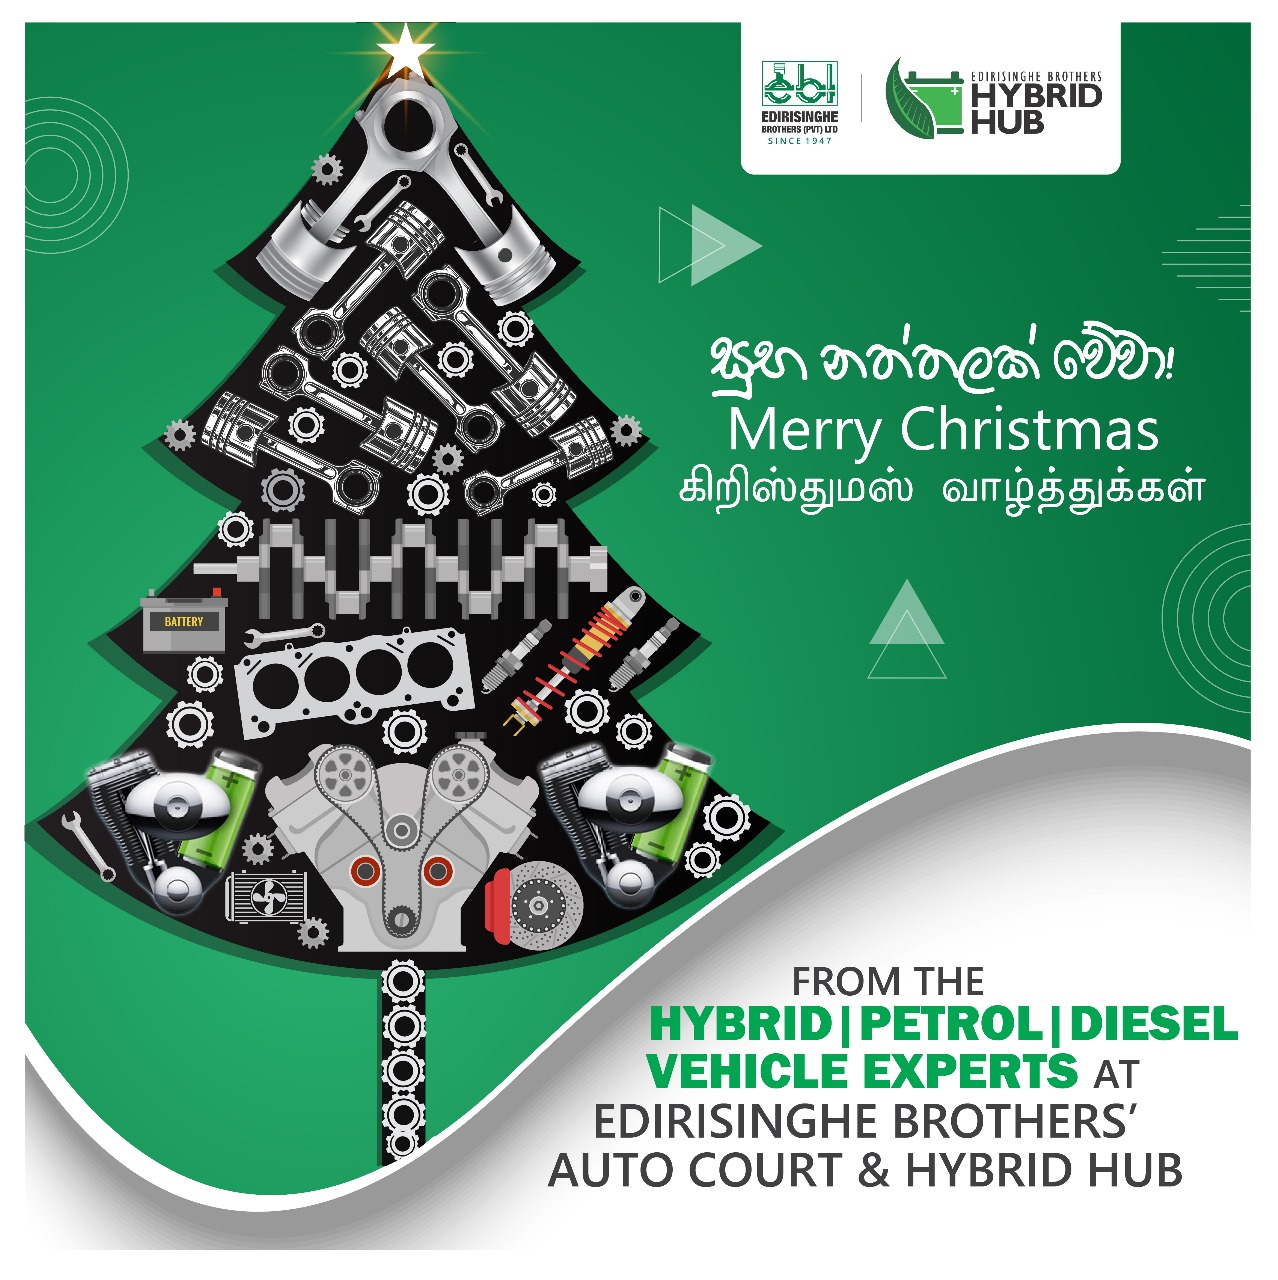 EDIRISINGHE
BROTHERS (PVT) LTD
SINCE 1947
EDIRISINGHE BROTHERS
HYBRID
HUB
සුභ නත්තලක් වේවා!
Merry Christmas
கிறிஸ்துமஸ் வாழ்த்துக்கள்
BATTERY
FROM THE
HYBRID|PETROL|DIESEL
VEHICLE EXPERTS AT
EDIRISINGHE BROTHERS’
AUTO COURT & HYBRID HUB